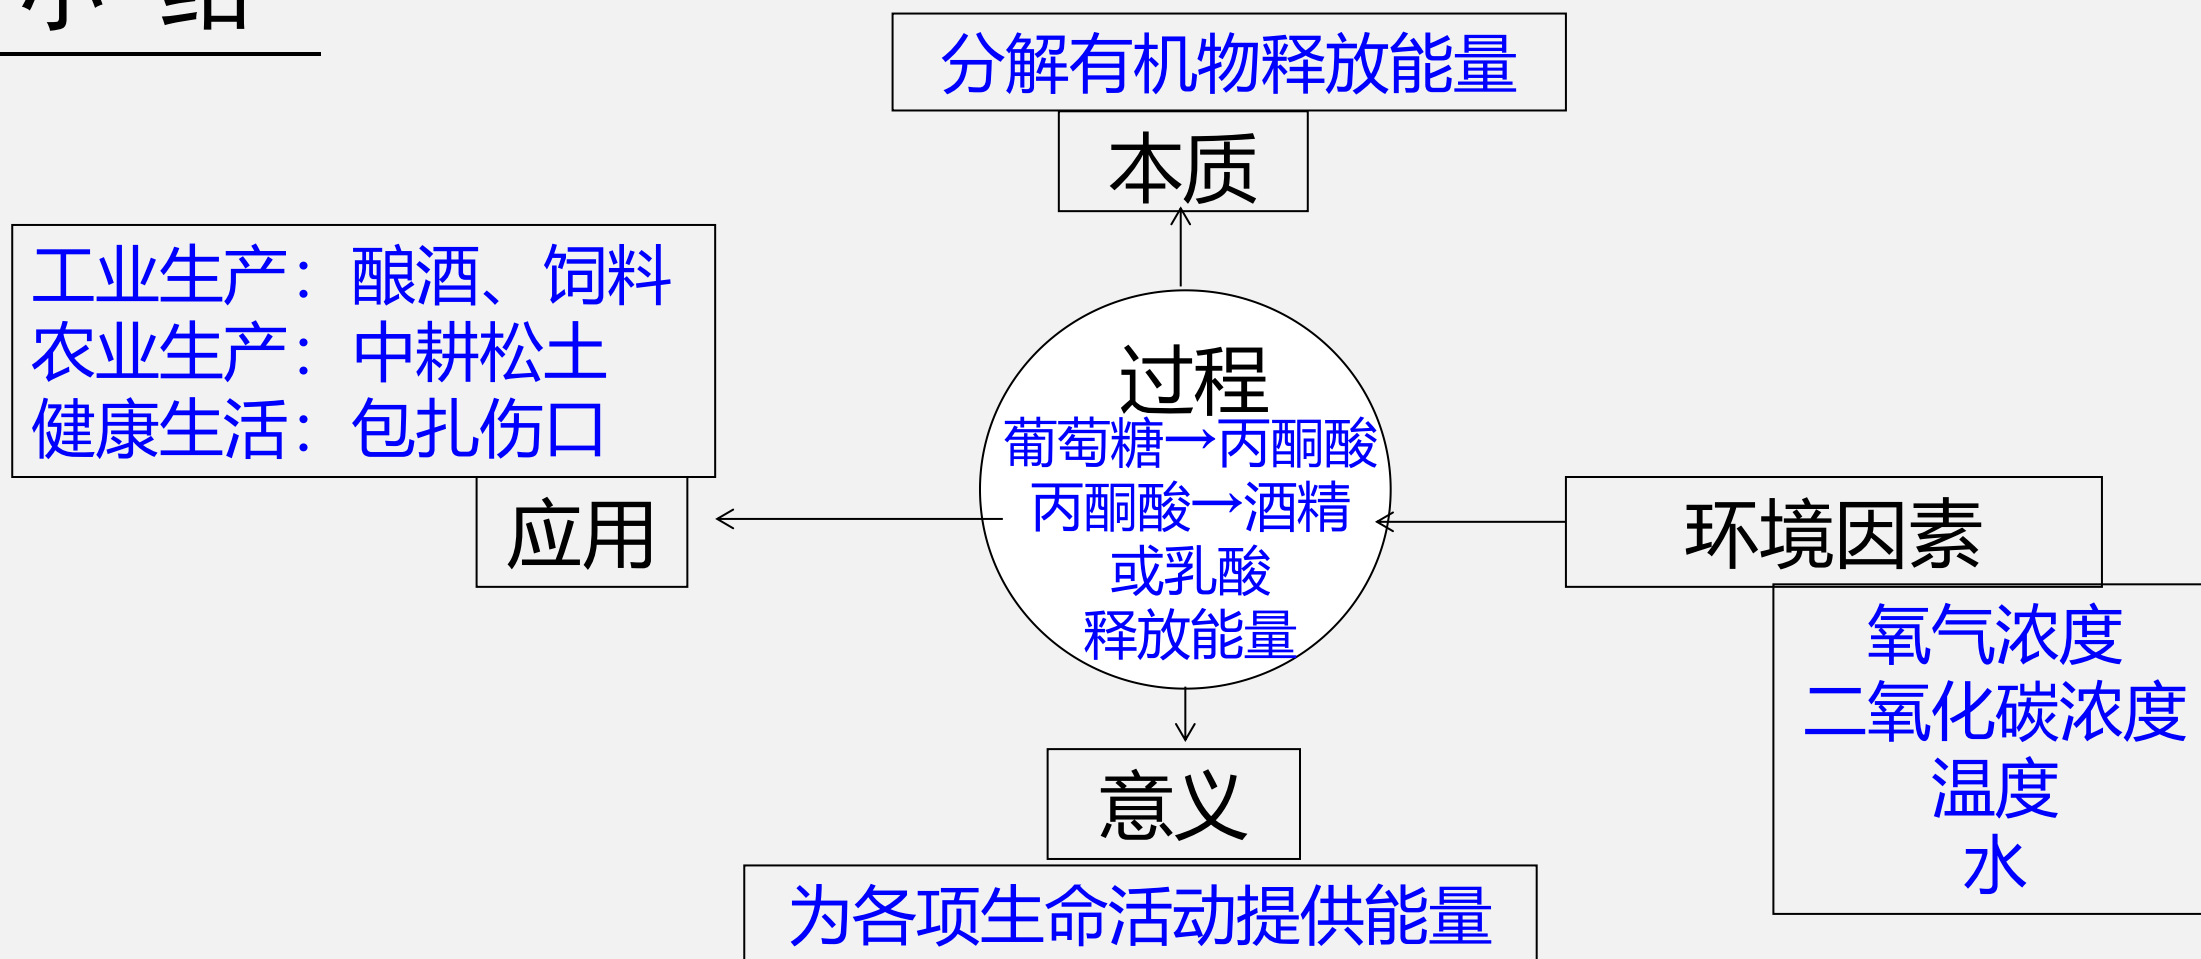 小 结
分解有机物释放能量
本质
工业生产：酿酒、饲料
农业生产：中耕松土
健康生活：包扎伤口
应用
过程
葡萄糖→丙酮酸
丙酮酸→酒精
或乳酸
释放能量
环境因素
氧气浓度
二氧化碳浓度
温度
水
意义
为各项生命活动提供能量